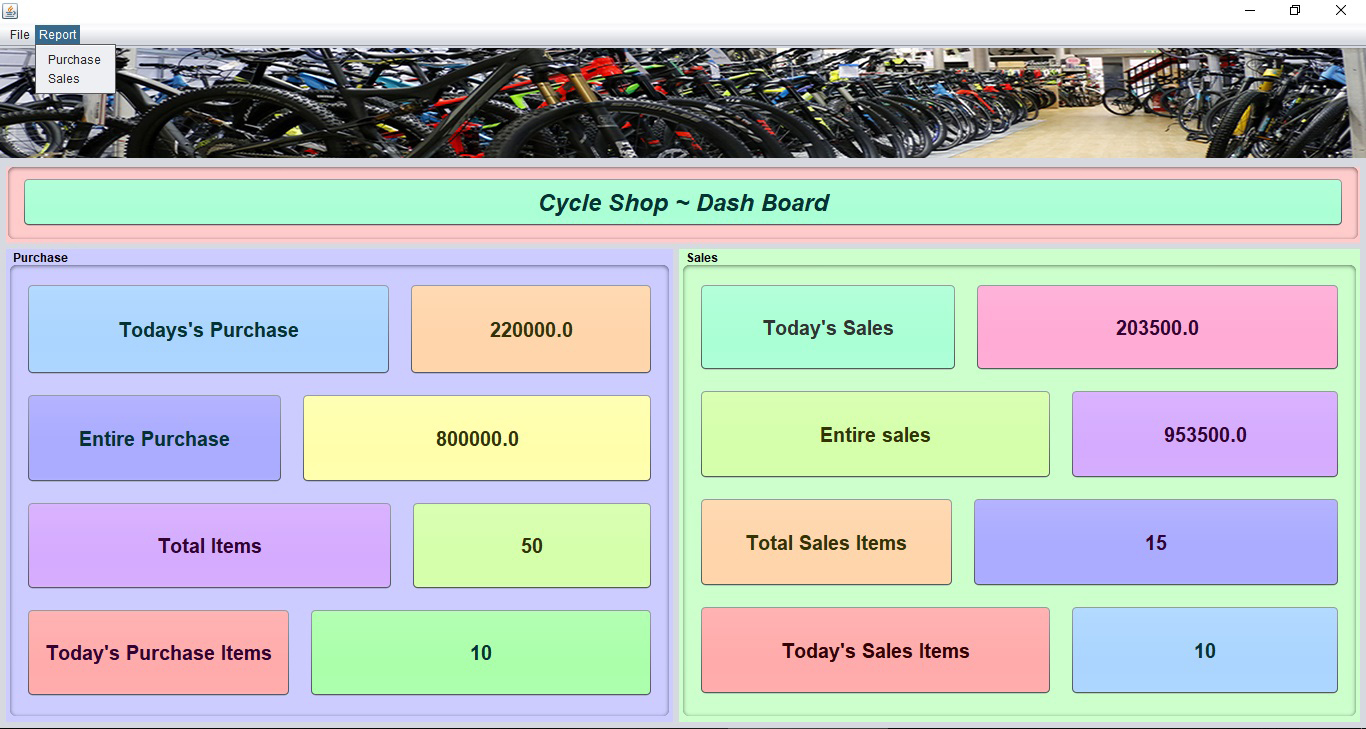 File Report
Purchase
Sales
Cycle Shop ~ Dash Board
Purchase
Todays's Purchase 220000.0
Entire Purchase 800000.0
Total Items 50
Today's Purchase Items 10
Sales
Today's Sales 203500.0
Entire sales 953500.0
Total Sales Items 15
Today's Sales Items 10